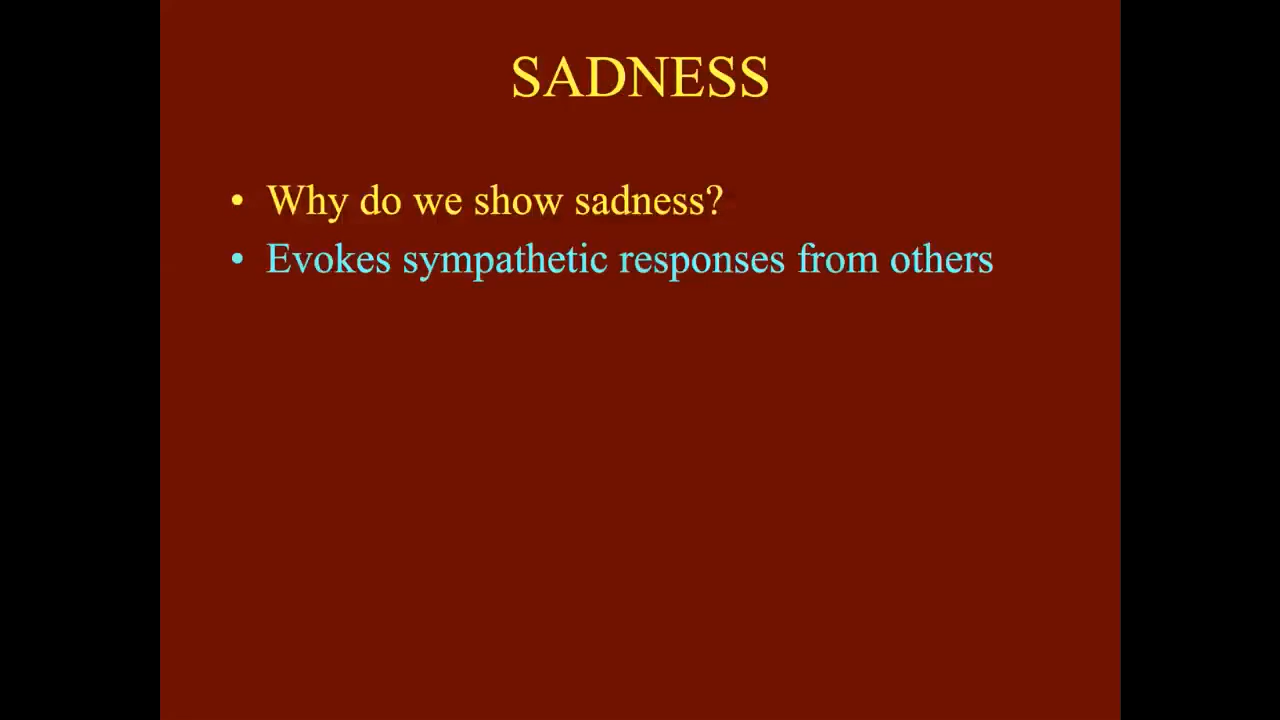 SADNESS
• Why do we show sadness?
• Evokes sympathetic responses from others